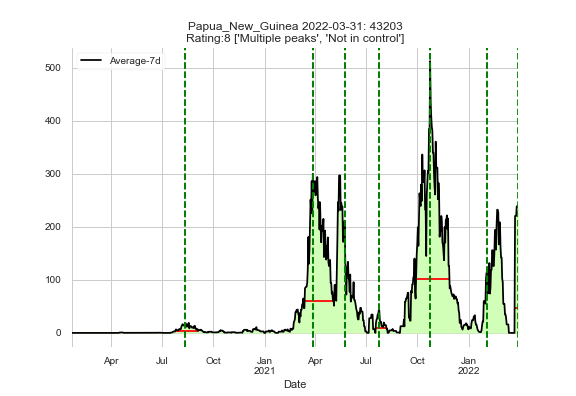 Papua_New_Guinea 2022-03-31: 43203
Rating:8 ['Multiple peaks', 'Not in control']
Average-7d
500
400
300
200
100
0
Apr Jul Oct Jan Apr Jul Oct Jan
2021 2022
Date